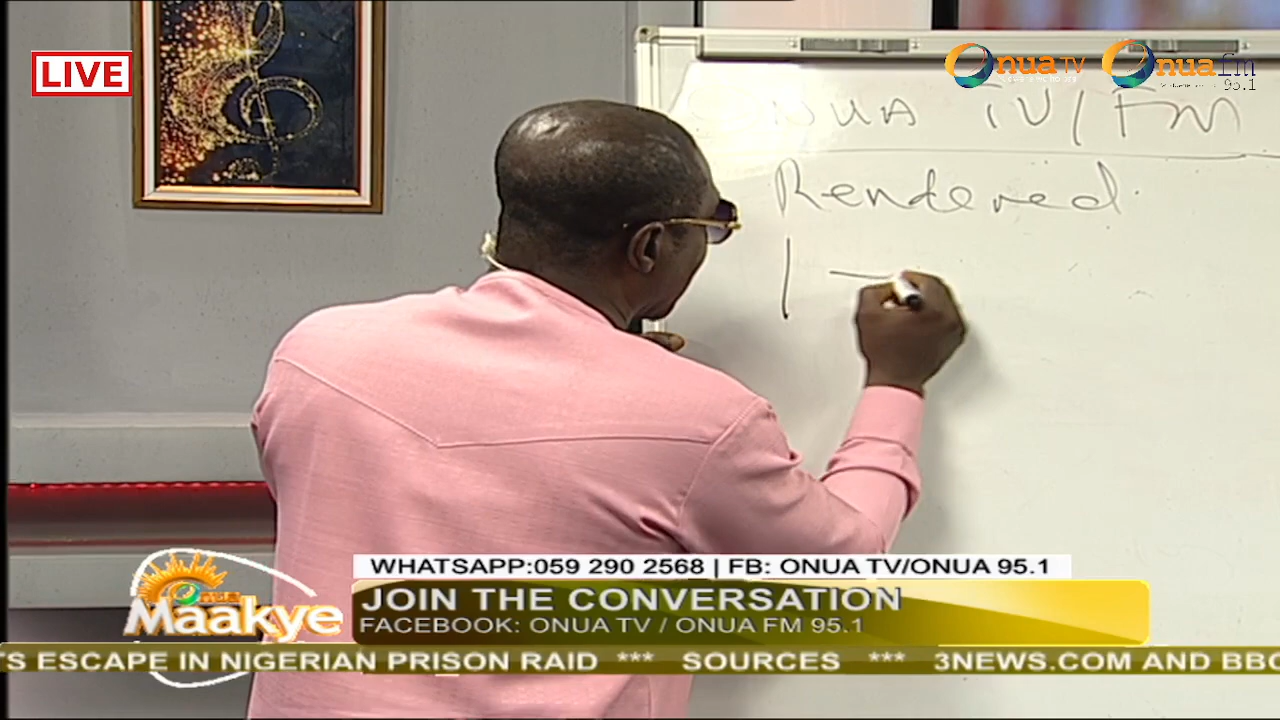 LIVE
Onua TV
Onua fm
95.1
ONUA TV/FM
Rendered
WHATSAPP:059 290 2568 | FB: ONUA TV/ONUA 95.1
ONUA
Maakye
JOIN THE CONVERSATION
FACEBOOK: ONUA TV / ONUA FM 95.1
'S ESCAPE IN NIGERIAN PRISON RAID *** SOURCES *** 3NEWS.COM AND BBC